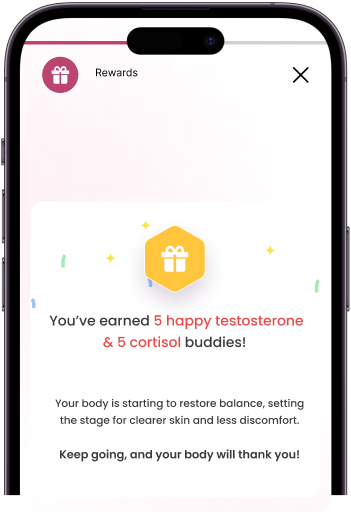 Rewards
You’ve earned 5 happy testosterone
& 5 cortisol buddies!
Your body is starting to restore balance, setting
the stage for clearer skin and less discomfort.
Keep going, and your body will thank you!